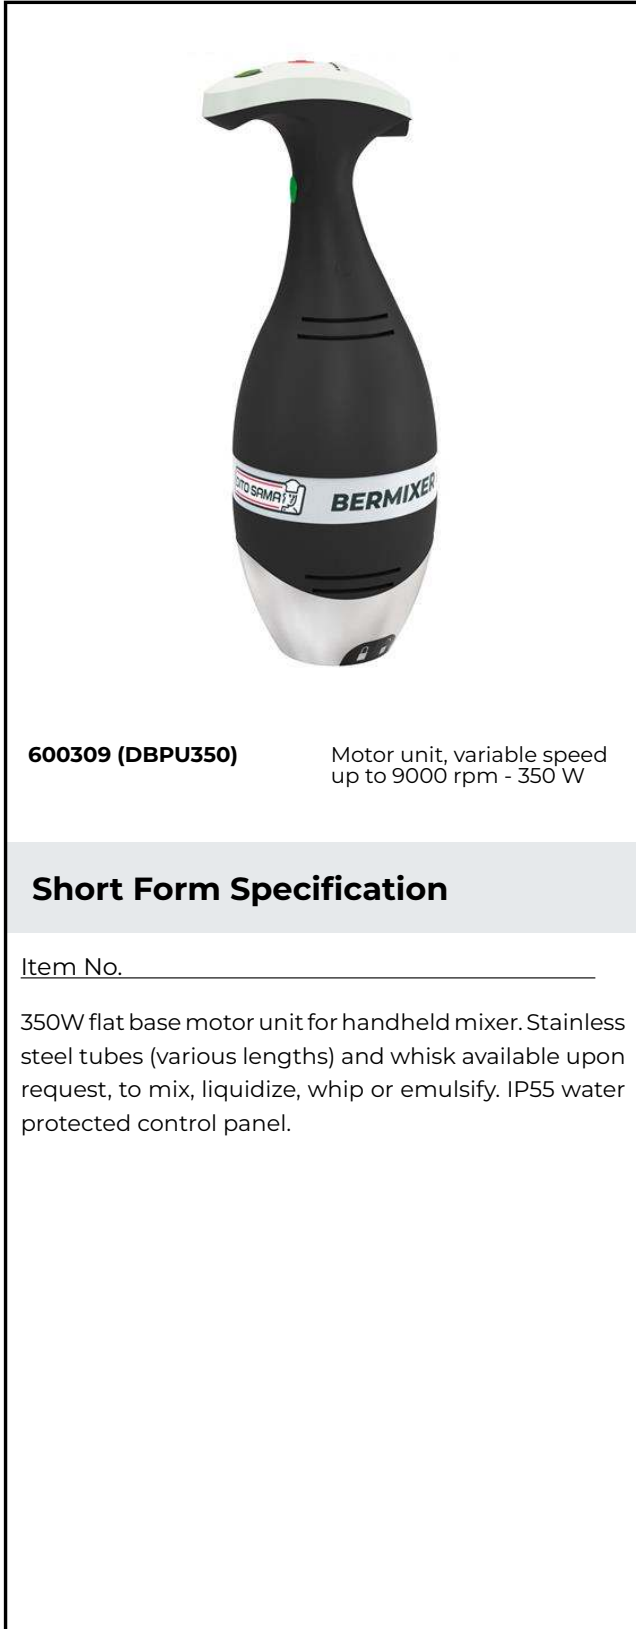 DITO SAMA
BERMIXER
600309 (DBPU350)
Motor unit, variable speed
up to 9000 rpm - 350 W
Short Form Specification
Item No.
350W flat base motor unit for handheld mixer. Stainless
steel tubes (various lengths) and whisk available upon
request, to mix, liquidize, whip or emulsify. IP55 water
protected control panel.